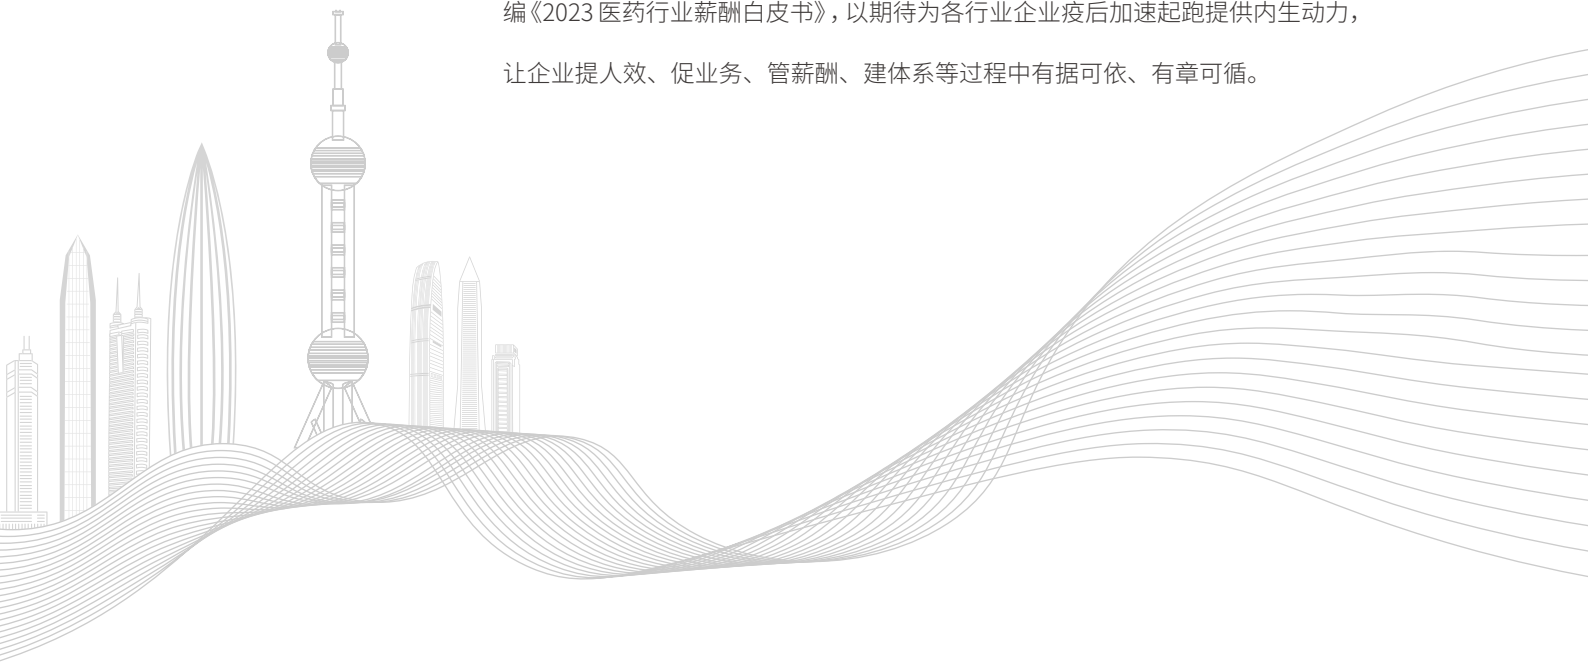 编《2023 医药行业薪酬白皮书》，以期待为各行业企业疫后加速起跑提供内生动力，
让企业提人效、促业务、管薪酬、建体系等过程中有据可依、有章可循。